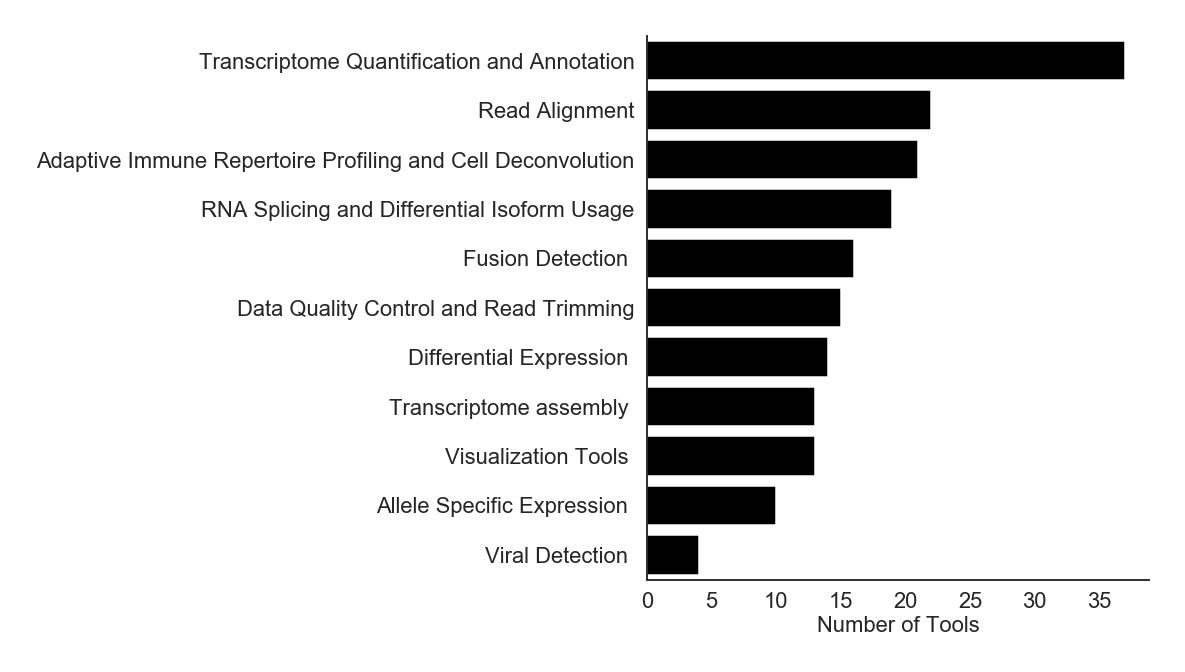 Transcriptome Quantification and Annotation
Read Alignment
Adaptive Immune Repertoire Profiling and Cell Deconvolution
RNA Splicing and Differential Isoform Usage
Fusion Detection
Data Quality Control and Read Trimming
Differential Expression
Transcriptome assembly
Visualization Tools
Allele Specific Expression
Viral Detection
0 5 10 15 20 25 30 35
Number of Tools